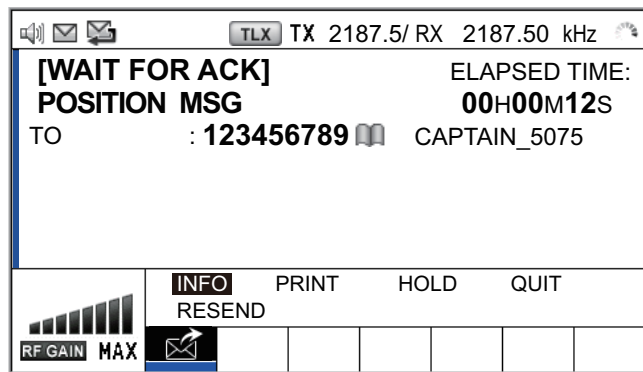 TLX TX 2187.5/ RX 2187.50 kHz
[WAIT FOR ACK] ELAPSED TIME:
POSITION MSG 00H00M12S
TO : 123456789 CAPTAIN_5075
INFO PRINT HOLD QUIT
RESEND
RF GAIN MAX